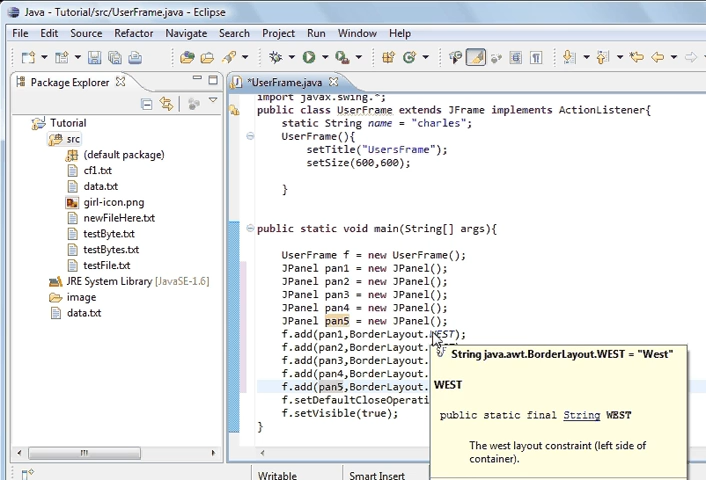 Java - Tutorial/src/UserFrame.java - Eclipse
File Edit Source Refactor Navigate Search Project Run Window Help
Package Explorer
*UserFrame.java
Tutorial
src
(default package)
cf1.txt
data.txt
girl-icon.png
newFileHere.txt
testByte.txt
testBytes.txt
testFile.txt
JRE System Library [JavaSE-1.6]
image
data.txt
import javax.swing.*;
public class UserFrame extends JFrame implements ActionListener{
static String name = "charles";
UserFrame(){
setTitle("UsersFrame");
setSize(600,600);
}
public static void main(String[] args){
UserFrame f = new UserFrame();
JPanel pan1 = new JPanel();
JPanel pan2 = new JPanel();
JPanel pan3 = new JPanel();
JPanel pan4 = new JPanel();
JPanel pan5 = new JPanel();
f.add(pan1,BorderLayout.WEST);
f.add(pan2,BorderLayout.
f.add(pan3,BorderLayout.
f.add(pan4,BorderLayout.
f.add(pan5,BorderLayout.
f.setDefaultCloseOperati
f.setVisible(true);
}
String java.awt.BorderLayout.WEST = "West"
WEST
public static final String WEST
The west layout constraint (left side of
container).
Writable Smart Insert